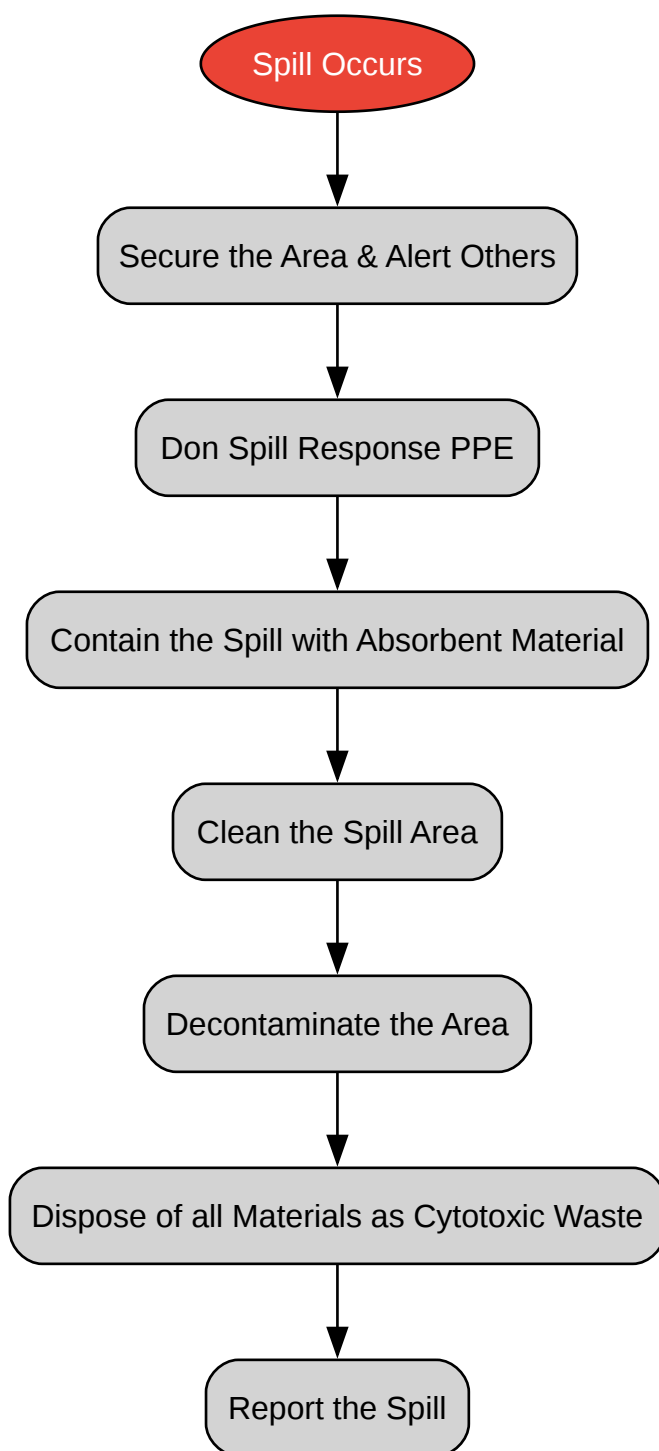 Spill Occurs
Secure the Area & Alert Others
Don Spill Response PPE
Contain the Spill with Absorbent Material
Clean the Spill Area
Decontaminate the Area
Dispose of all Materials as Cytotoxic Waste
Report the Spill